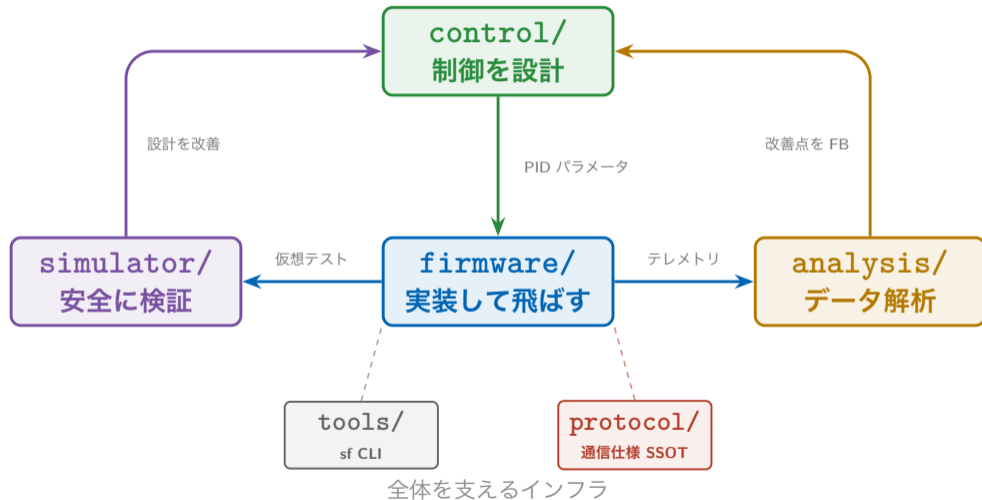 control/
制御を設計
設計を改善
改善点を FB
PID パラメータ
simulator/
安全に検証
仮想テスト
firmware/
実装して飛ばす
テレメトリ
analysis/
データ解析
tools/
sf CLI
protocol/
通信仕様 SSOT
全体を支えるインフラ